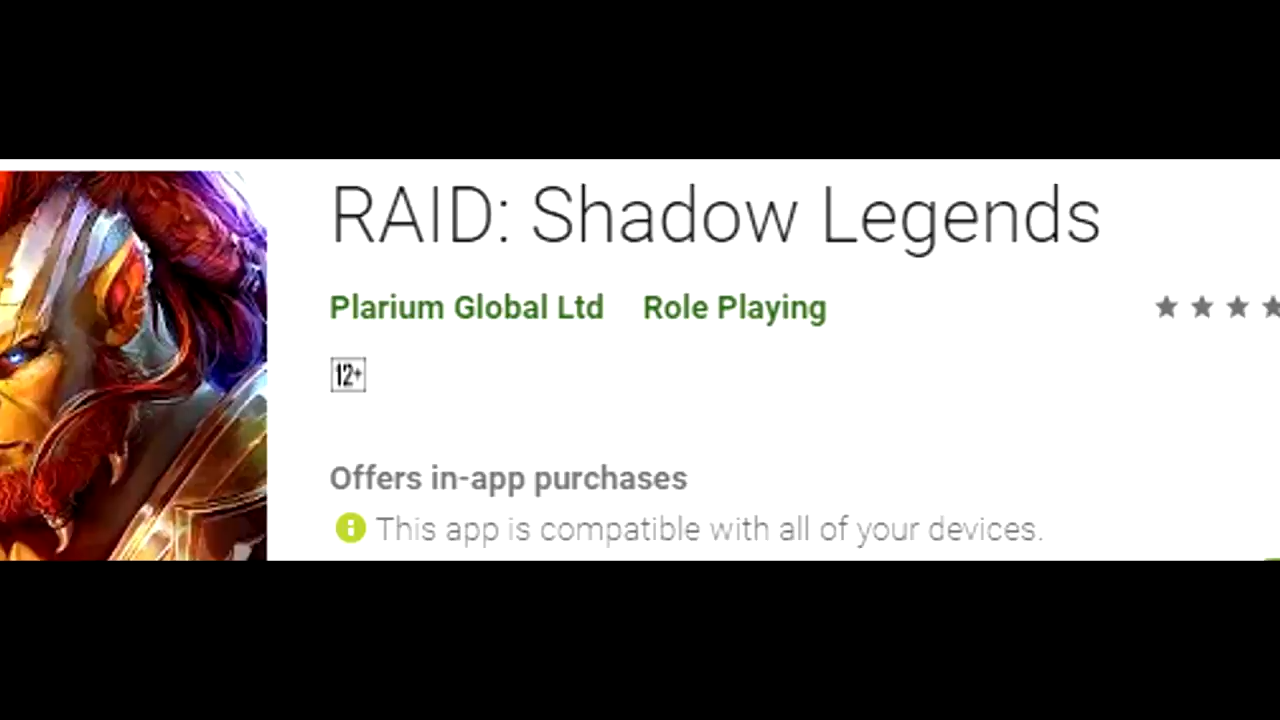 RAID: Shadow Legends
Plarium Global Ltd Role Playing
12+
Offers in-app purchases
This app is compatible with all of your devices.